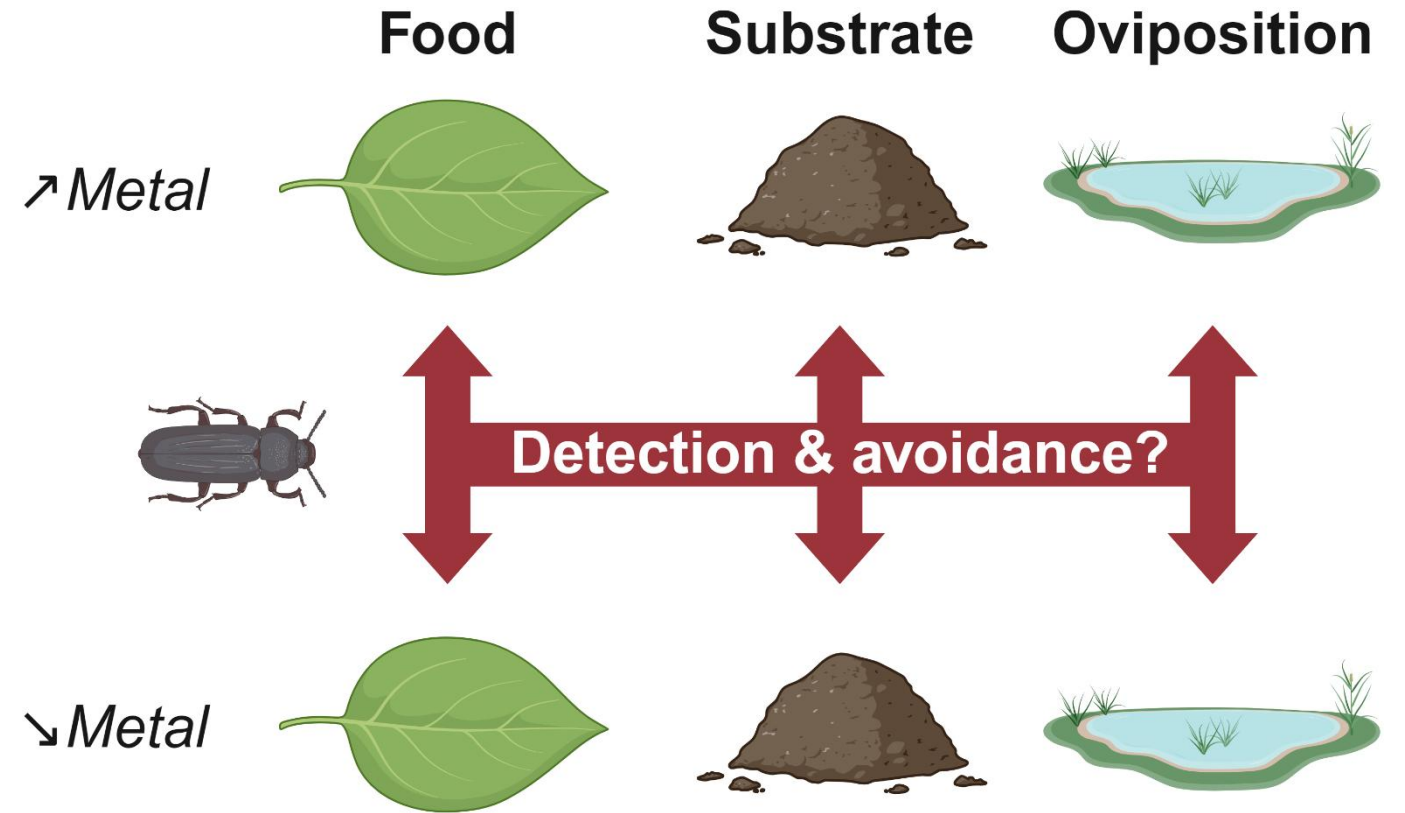 Food Substrate Oviposition
↗Metal
Detection & avoidance?
↘Metal